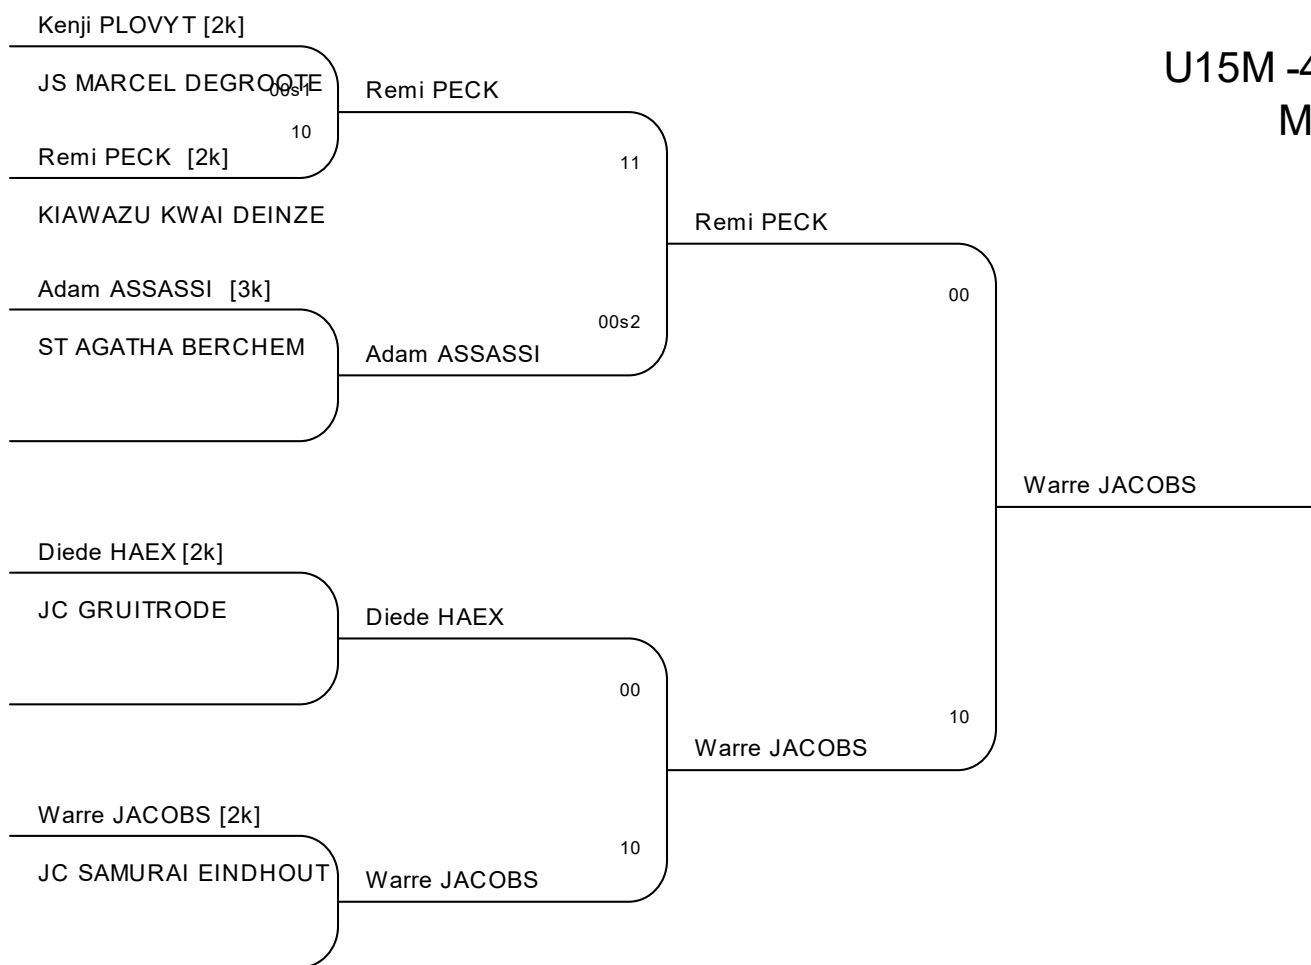 Kenji PLOVYT [2k]
U15M -4
JS MARCEL DEGROOTE
00s1
Remi PECK
M
10
Remi PECK [2k]
11
KIAWAZU KWAI DEINZE
Remi PECK
Adam ASSASSI [3k]
00
00s2
ST AGATHA BERCHEM
Adam ASSASSI
Warre JACOBS
Diede HAEX [2k]
JC GRUITRODE
Diede HAEX
00
10
Warre JACOBS
Warre JACOBS [2k]
10
JC SAMURAI EINDHOUT
Warre JACOBS